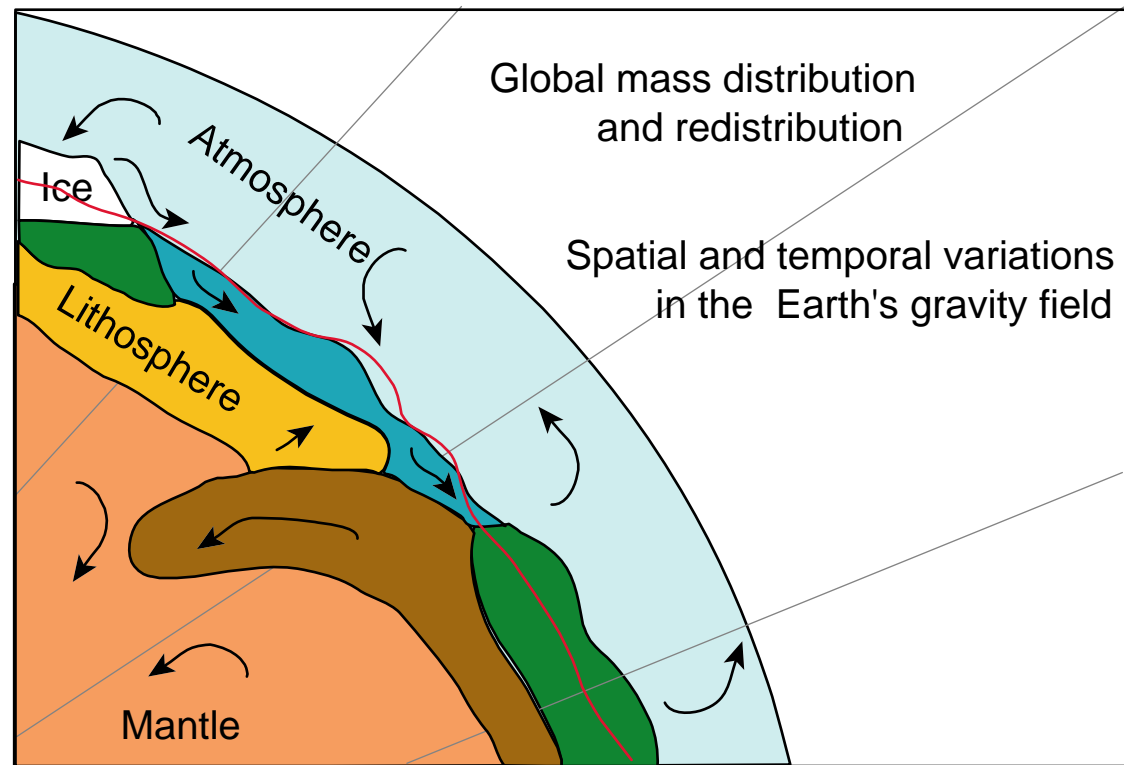 Global mass distribution
and redistribution
Spatial and temporal variations
in the Earth's gravity field
Atmosphere
Ice
Lithosphere
Mantle